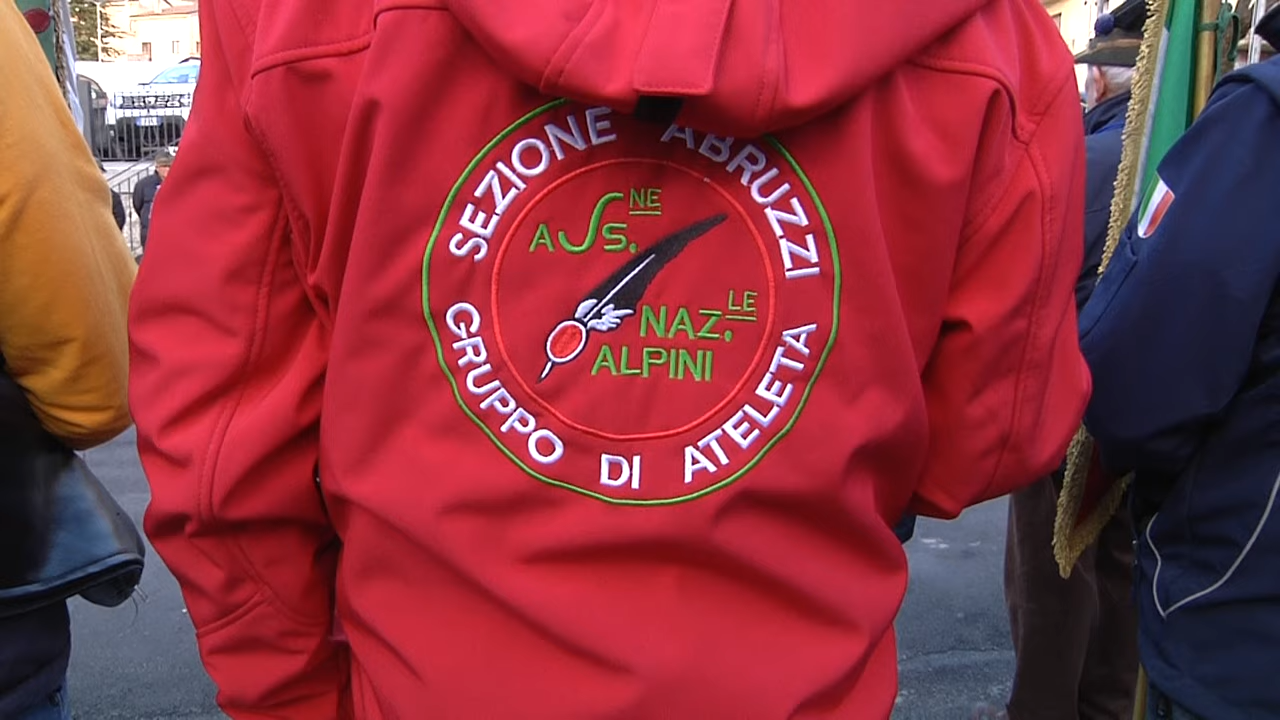 SEZIONE ABRUZZI
ASS.NE
NAZ.LE
ALPINI
GRUPPO DI ATELETA